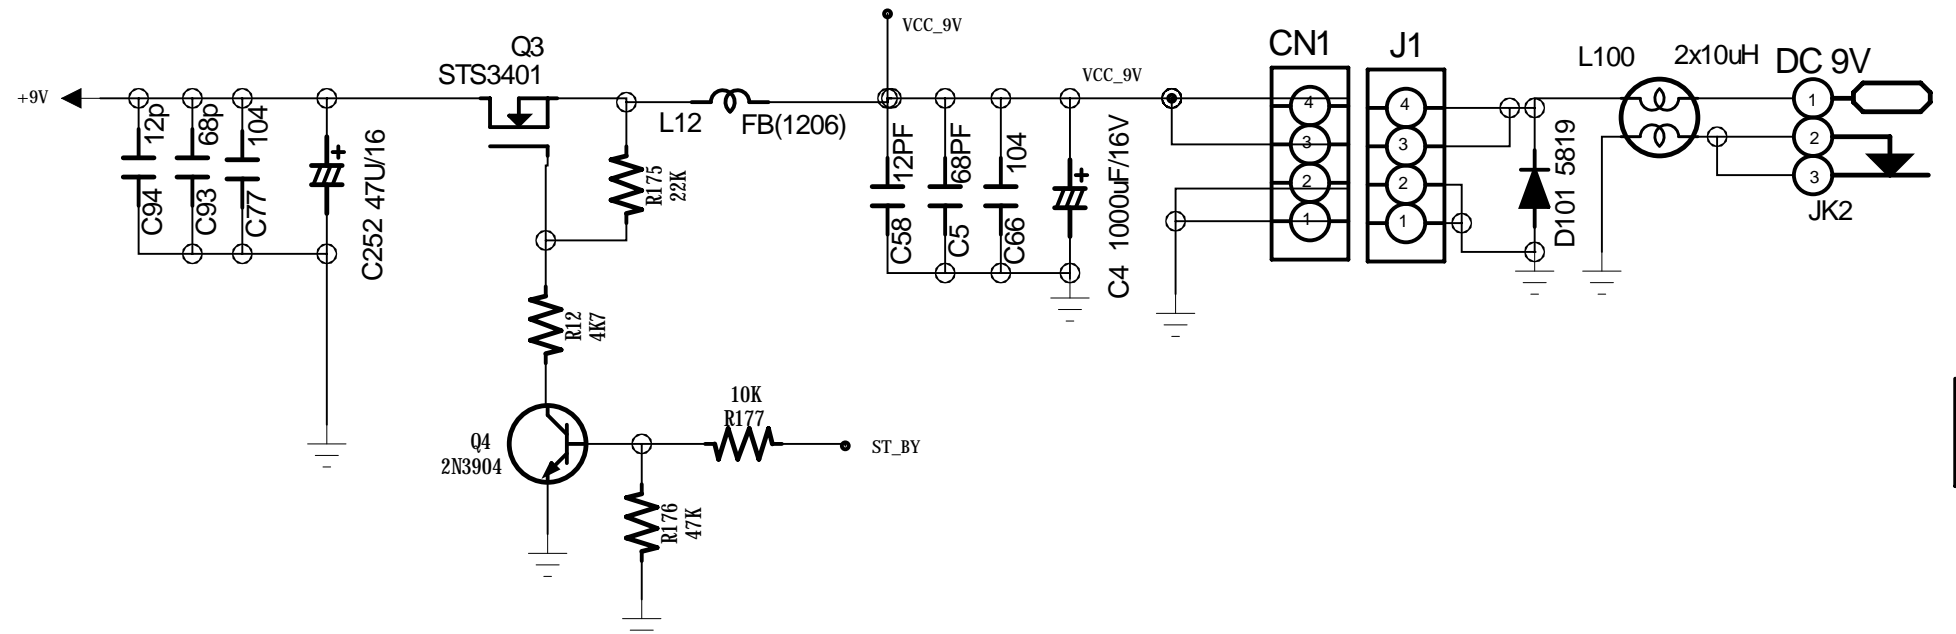 VCC_9V
Q3
STS3401
+9V
12p
C94
68p
C93
104
C77
C252 47U/16
R175
22K
L12
FB(1206)
R12
4K7
Q4
2N3904
10K
R177
ST_BY
R176
47K
12PF
C58
68PF
C5
104
C66
C4 1000uF/16V
VCC_9V
CN1
4
3
2
1
J1
4
3
2
1
D101 5819
L100
2x10uH
DC 9V
1
2
3
JK2